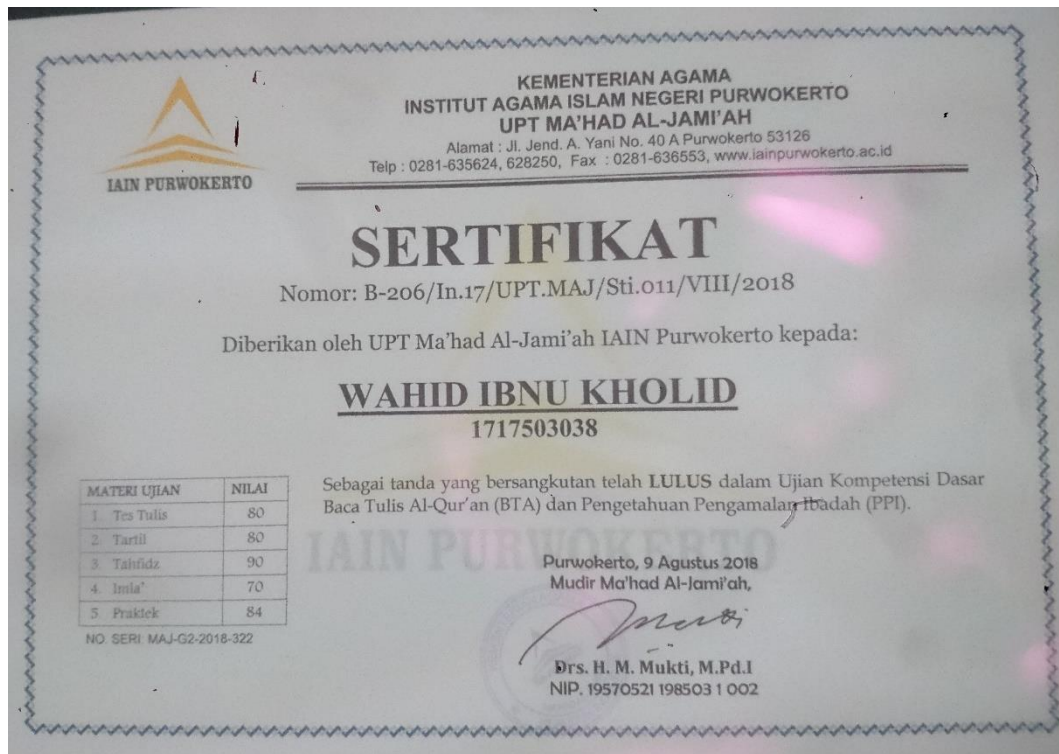 KEMENTERIAN AGAMA
INSTITUT AGAMA ISLAM NEGERI PURWOKERTO
UPT MA'HAD AL-JAMI'AH
Alamat : Jl. Jend. A. Yani No. 40 A Purwokerto 53126
Telp : 0281-635624, 628250, Fax : 0281-636553, www.iainpurwokerto.ac.id
IAIN PURWOKERTO
SERTIFIKAT
Nomor: B-206/In.17/UPT.MAJ/Sti.011/VIII/2018
Diberikan oleh UPT Ma'had Al-Jami'ah IAIN Purwokerto kepada:
WAHID IBNU KHOLID
1717503038
Sebagai tanda yang bersangkutan telah LULUS dalam Ujian Kompetensi Dasar
Baca Tulis Al-Qur'an (BTA) dan Pengetahuan Pengamalan Ibadah (PPI).
MATERI UJIAN NILAI
1. Tes Tulis 80
2. Tartil 80
3. Tahfidz 90
4. Imla' 70
5. Praktek 84
NO. SERI: MAJ-G2-2018-322
IAIN PURWOKERTO
Purwokerto, 9 Agustus 2018
Mudir Ma'had Al-Jami'ah,
Drs. H. M. Mukti, M.Pd.I
NIP. 19570521 198503 1 002